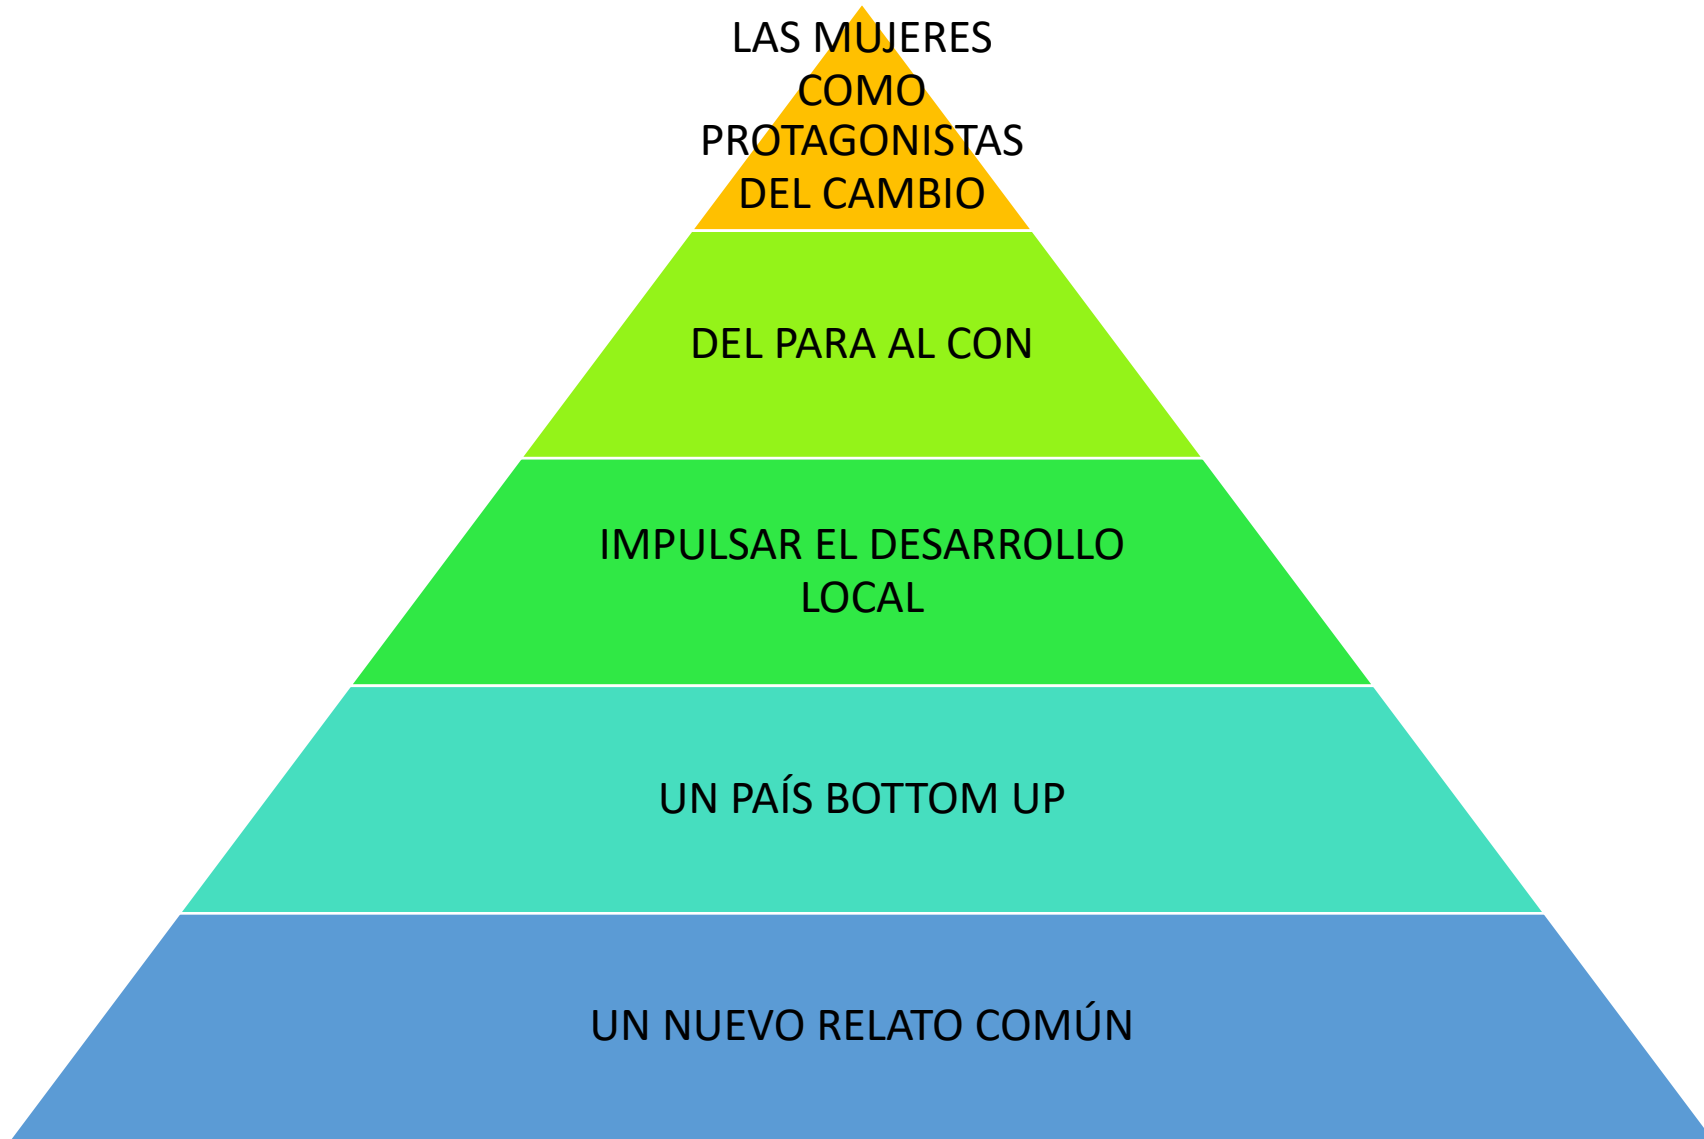 LAS MUJERES
COMO
PROTAGONISTAS
DEL CAMBIO
DEL PARA AL CON
IMPULSAR EL DESARROLLO
LOCAL
UN PAÍS BOTTOM UP
UN NUEVO RELATO COMÚN